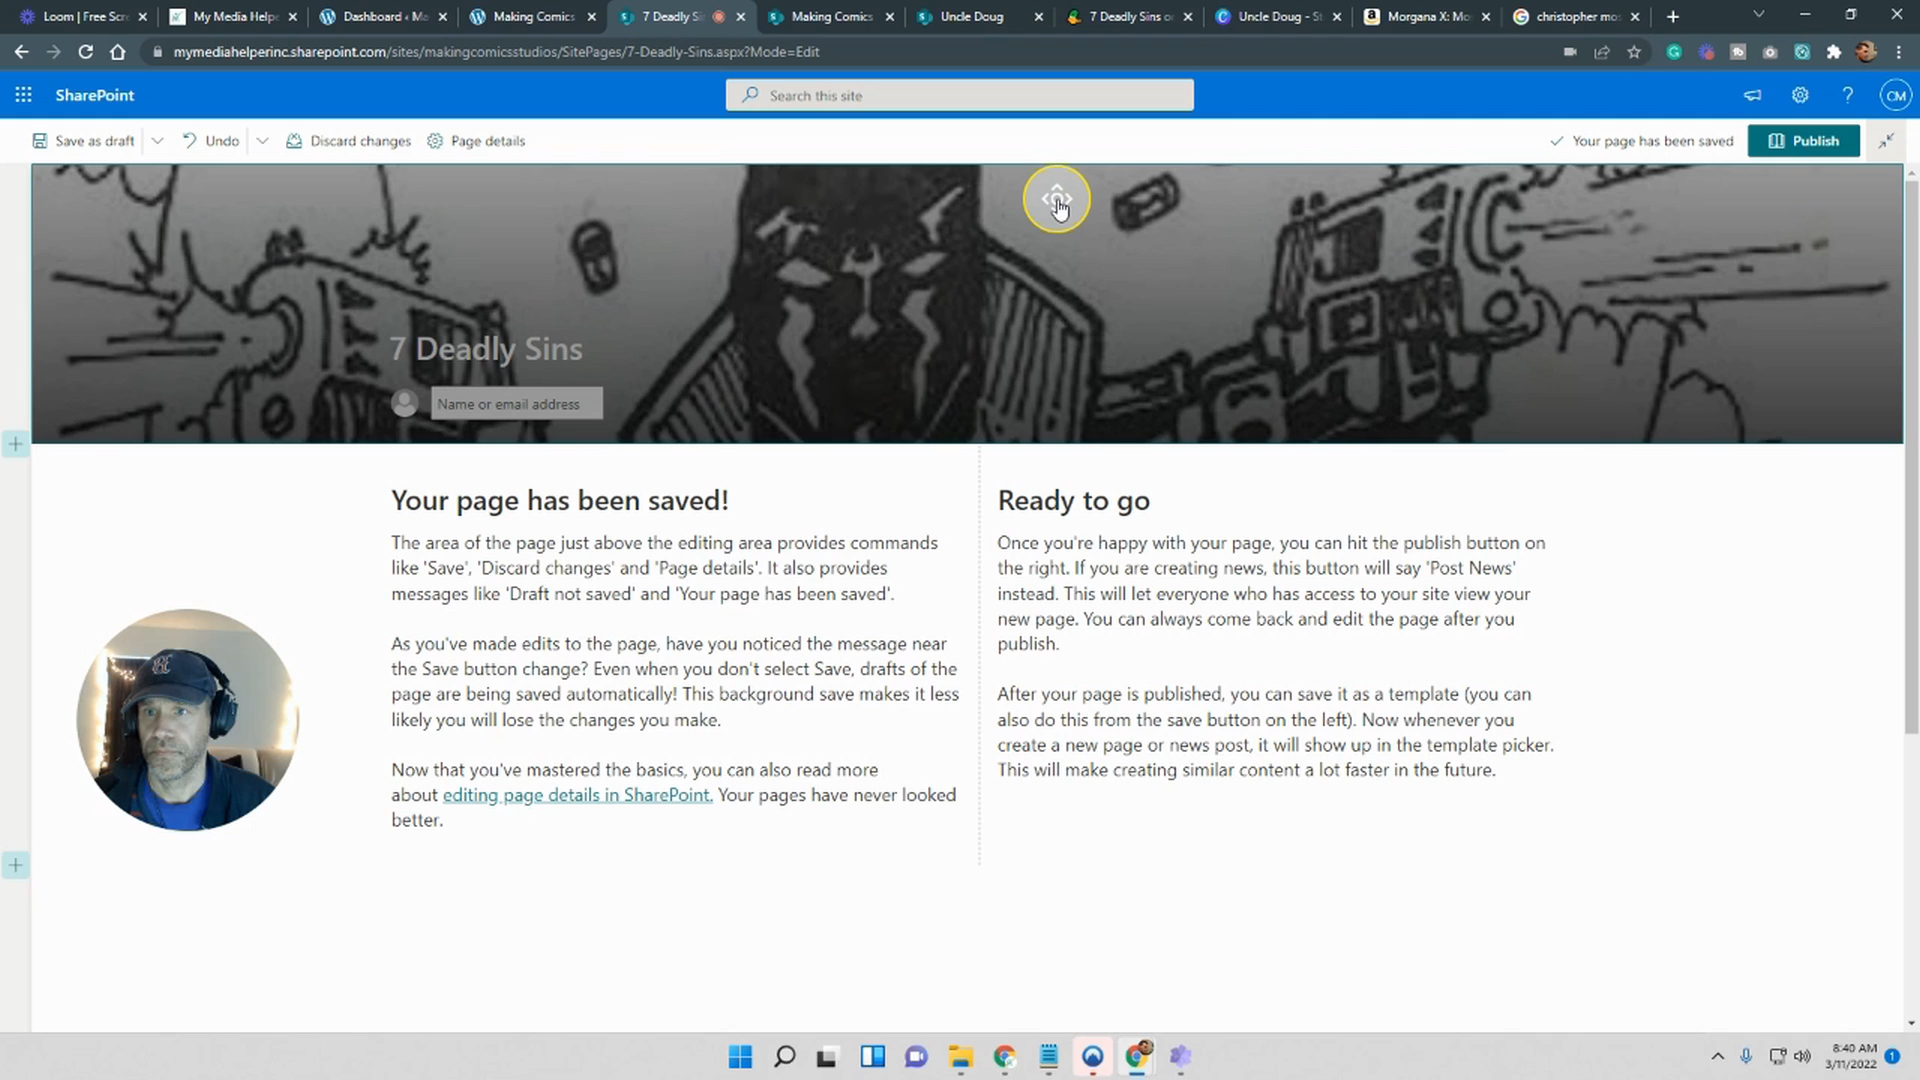 Loom | Free Scr
My Media Help
Dashboard ‹ M
Making Comics
7 Deadly Si
Making Comics
Uncle Doug
7 Deadly Sins o
Uncle Doug - S
Morgana X: Mo
christopher mo
mymediahelperinc.sharepoint.com/sites/makingcomicsstudios/SitePages/7-Deadly-Sins.aspx?Mode=Edit
SharePoint
Search this site
CM
Save as draft
Undo
Discard changes
Page details
Your page has been saved
Publish
7 Deadly Sins
Name or email address
Your page has been saved!
The area of the page just above the editing area provides commands
like 'Save', 'Discard changes' and 'Page details'. It also provides
messages like 'Draft not saved' and 'Your page has been saved'.
As you've made edits to the page, have you noticed the message near
the Save button change? Even when you don't select Save, drafts of the
page are being saved automatically! This background save makes it less
likely you will lose the changes you make.
Now that you've mastered the basics, you can also read more
about editing page details in SharePoint. Your pages have never looked
better.
Ready to go
Once you're happy with your page, you can hit the publish button on
the right. If you are creating news, this button will say 'Post News'
instead. This will let everyone who has access to your site view your
new page. You can always come back and edit the page after you
publish.
After your page is published, you can save it as a template (you can
also do this from the save button on the left). Now whenever you
create a new page or news post, it will show up in the template picker.
This will make creating similar content a lot faster in the future.
8:40 AM
3/11/2022
1